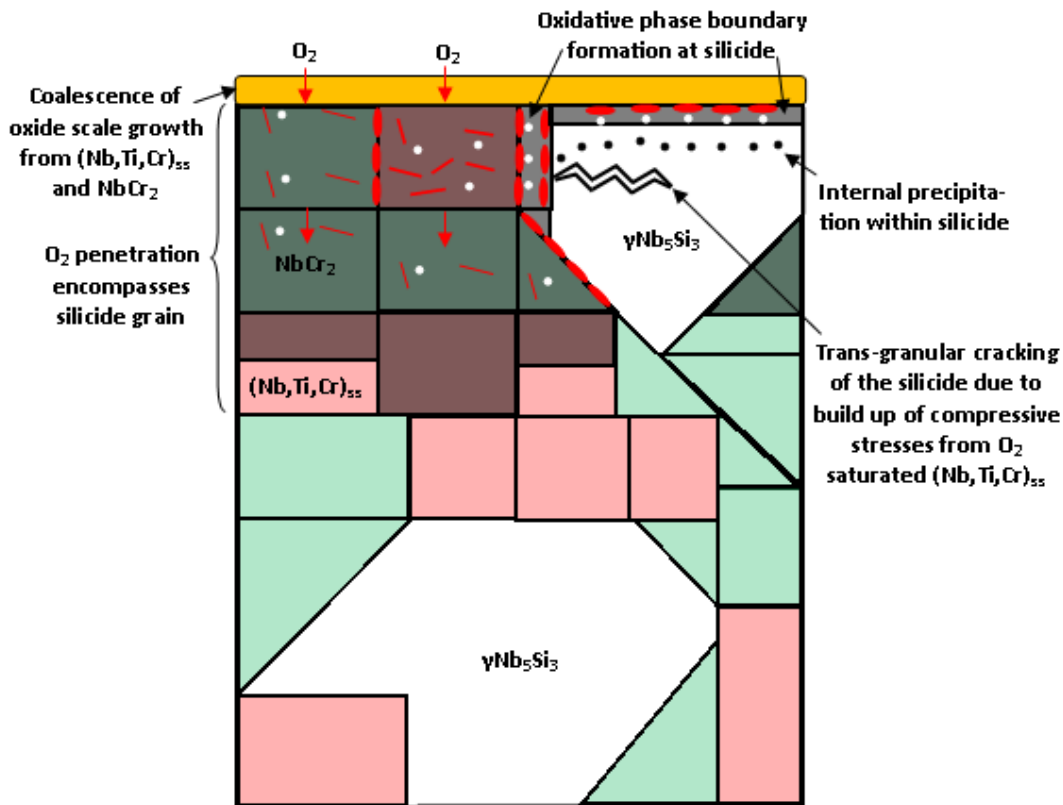 Oxidative phase boundary
formation at silicide
O₂
O₂
Coalescence of
oxide scale growth
from (Nb,Ti,Cr)ss
and NbCr₂
Internal precipita-
tion within silicide
γNb₅Si₃
O₂ penetration
encompasses
silicide grain
NbCr₂
(Nb,Ti,Cr)ss
Trans-granular cracking
of the silicide due to
build up of compressive
stresses from O₂
saturated (Nb,Ti,Cr)ss
γNb₅Si₃